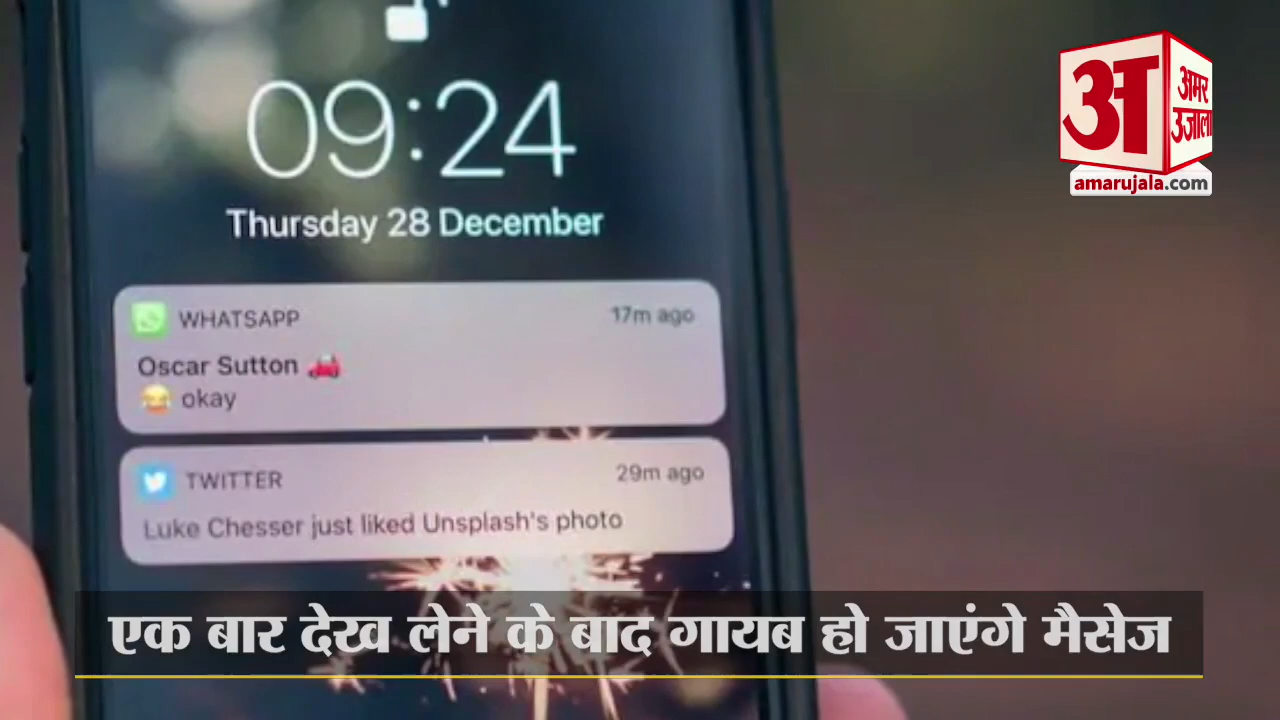 09:24
Thursday 28 December
WHATSAPP 17m ago
Oscar Sutton 🚗
😂 okay
TWITTER 29m ago
Luke Chesser just liked Unsplash's photo
अ
अमर
उजाला
amarujala.com
एक बार देख लेने के बाद गायब हो जाएंगे मैसेज